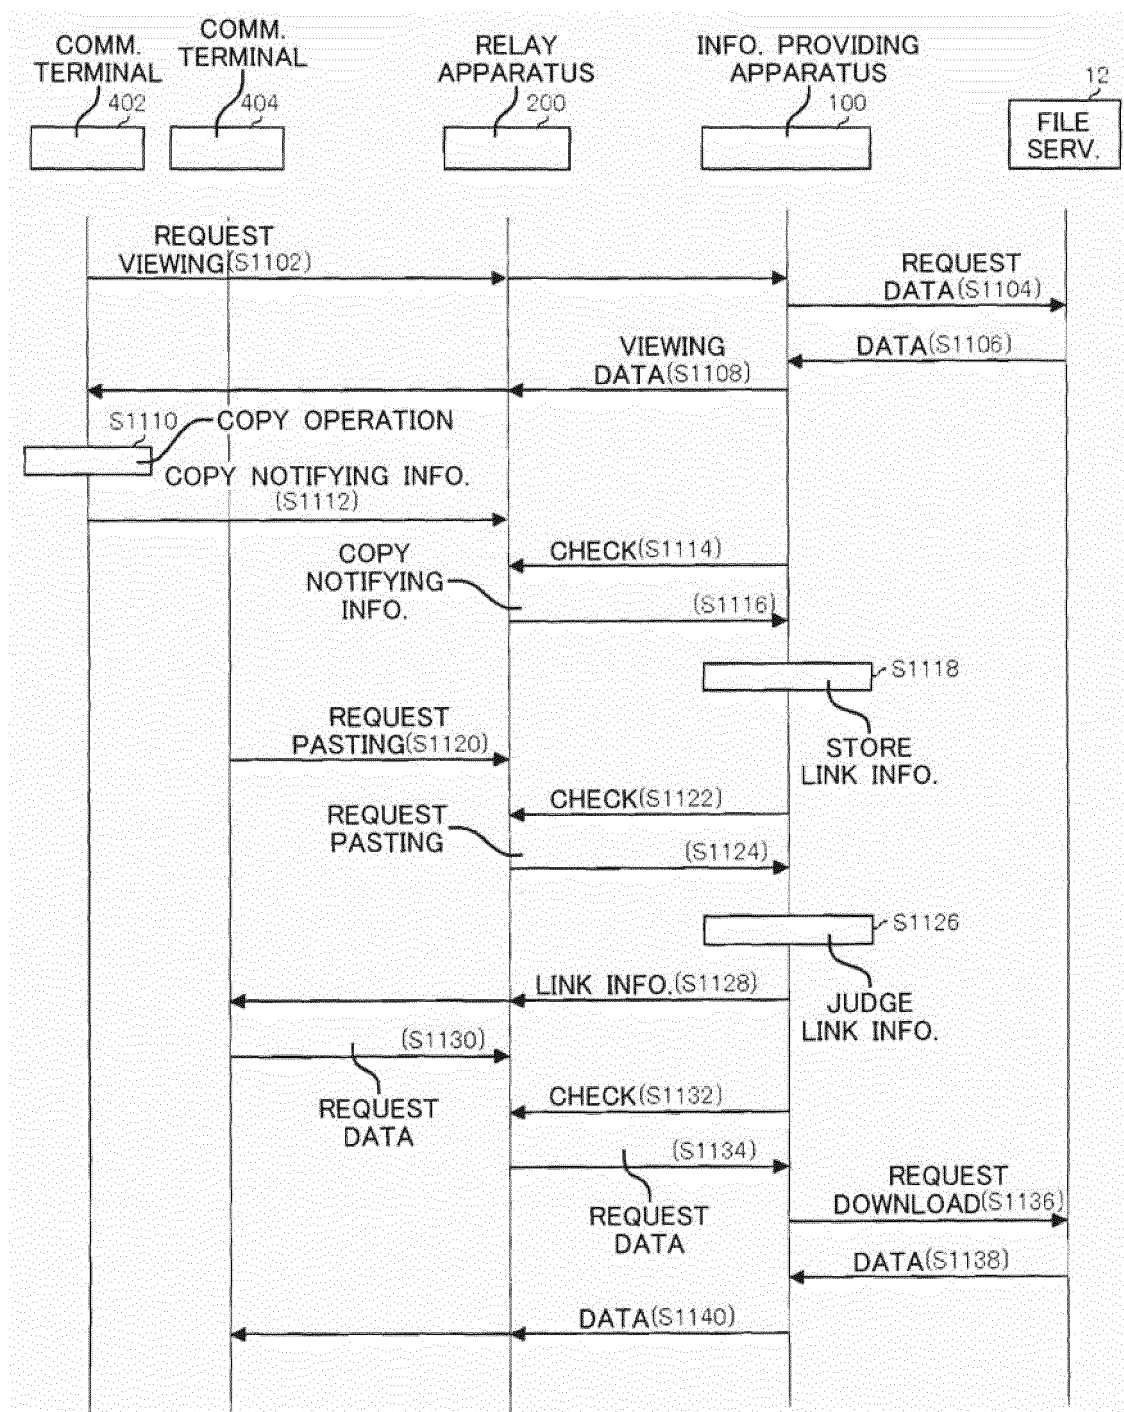 COMM.
TERMINAL
402
COMM.
TERMINAL
404
RELAY
APPARATUS
200
INFO. PROVIDING
APPARATUS
100
12
FILE
SERV.
REQUEST
VIEWING(S1102)
REQUEST
DATA(S1104)
DATA(S1106)
VIEWING
DATA(S1108)
S1110
COPY OPERATION
COPY NOTIFYING INFO.
(S1112)
CHECK(S1114)
COPY
NOTIFYING
INFO.
(S1116)
S1118
STORE
LINK INFO.
REQUEST
PASTING(S1120)
CHECK(S1122)
REQUEST
PASTING
(S1124)
S1126
JUDGE
LINK INFO.
LINK INFO.(S1128)
(S1130)
REQUEST
DATA
CHECK(S1132)
(S1134)
REQUEST
DATA
REQUEST
DOWNLOAD(S1136)
DATA(S1138)
DATA(S1140)